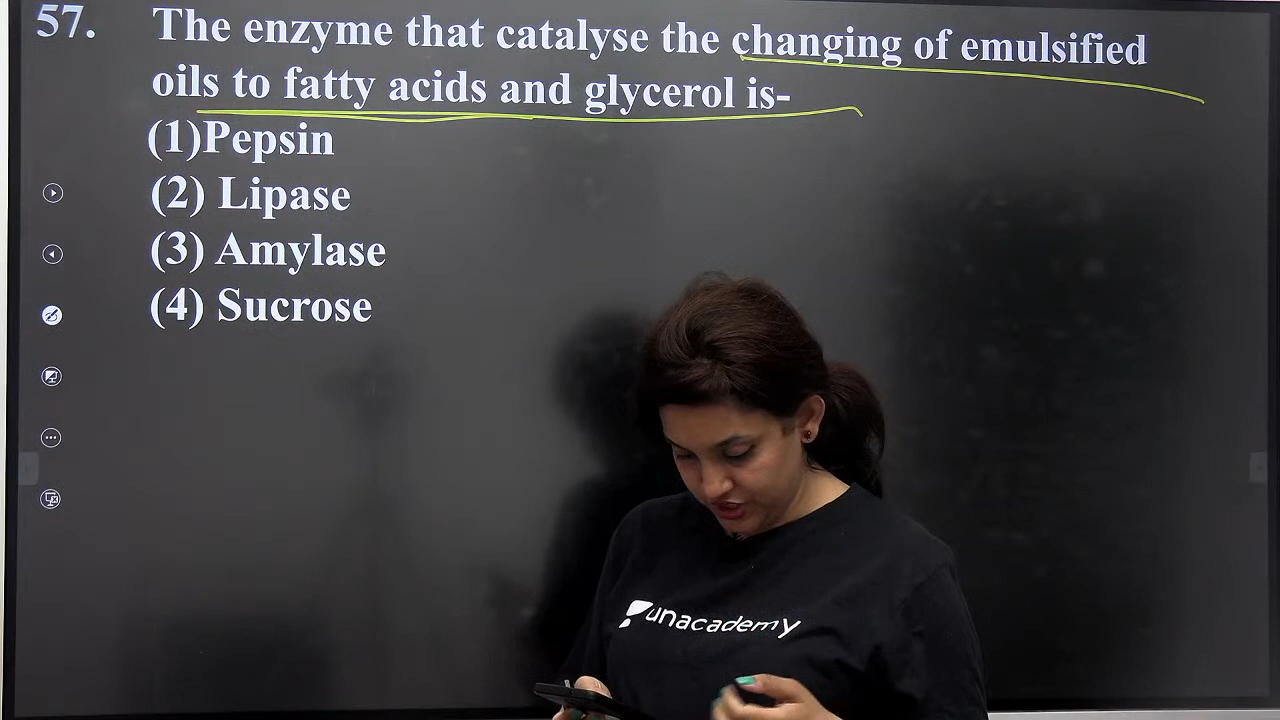 57. The enzyme that catalyse the changing of emulsified
oils to fatty acids and glycerol is-
(1)Pepsin
(2) Lipase
(3) Amylase
(4) Sucrose
unacademy